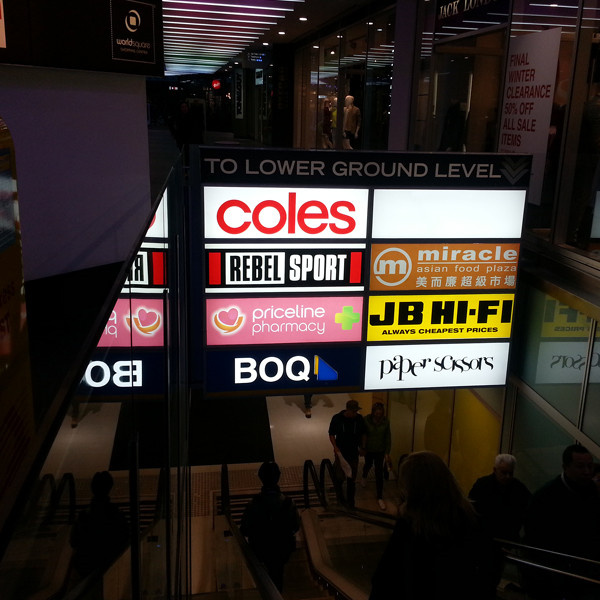 worldsquare
JACK LONDON
FINAL
WINTER
CLEARANCE
50% OFF
ALL SALE
ITEMS
TO LOWER GROUND LEVEL
coles
REBEL SPORT
miracle
asian food plaza
美而廉超級市場
priceline
pharmacy
JB HI-FI
ALWAYS CHEAPEST PRICES
BOQ
paper scissors